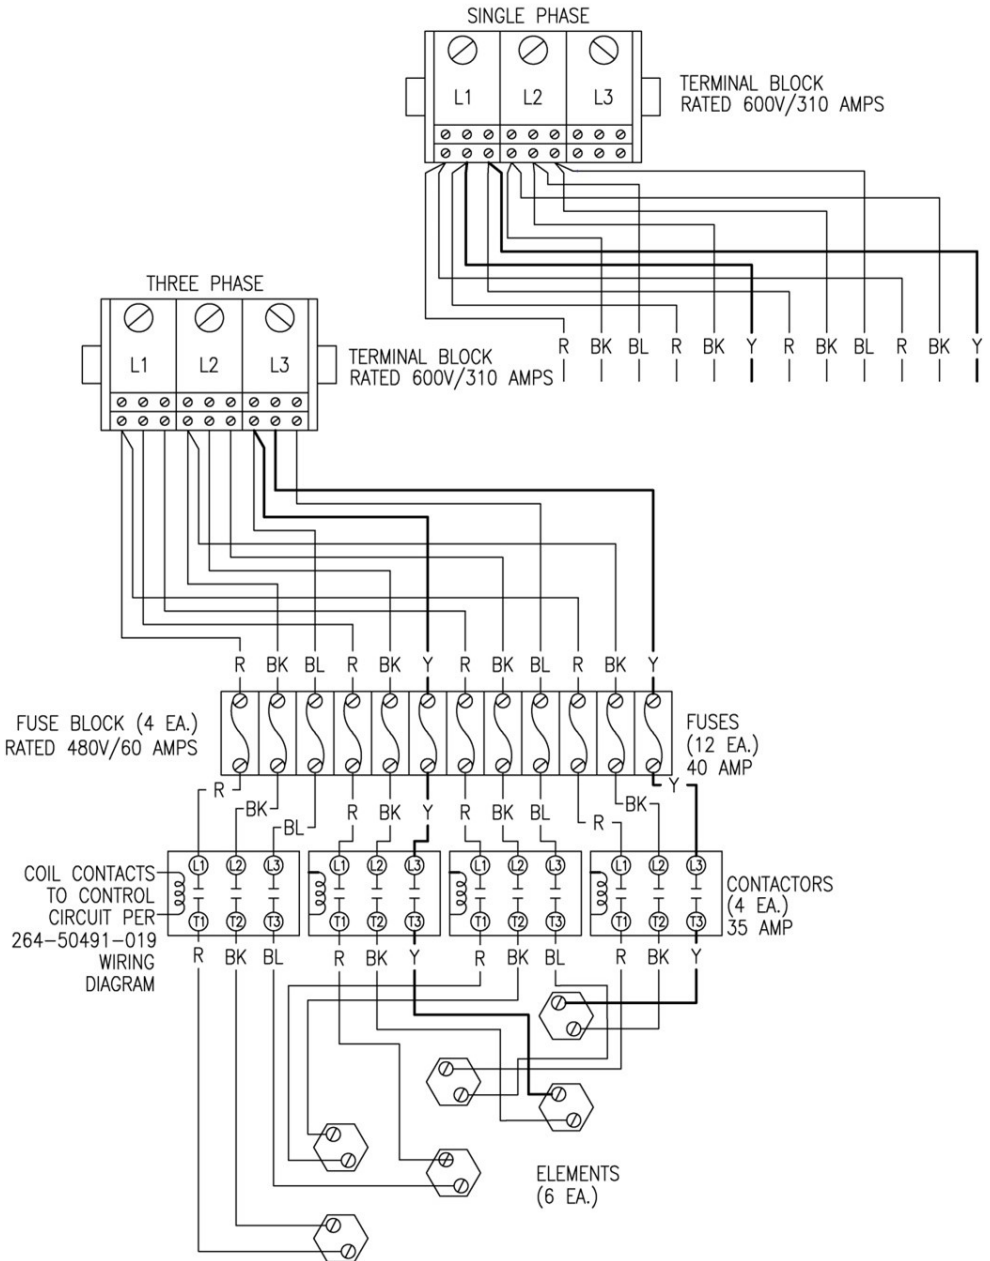 SINGLE PHASE
L1 L2 L3
TERMINAL BLOCK
RATED 600V/310 AMPS
R BK BL R BK Y R BK BL R BK Y
THREE PHASE
L1 L2 L3
TERMINAL BLOCK
RATED 600V/310 AMPS
R BK BL R BK Y R BK BL R BK Y
FUSE BLOCK (4 EA.)
RATED 480V/60 AMPS
FUSES
(12 EA.)
40 AMP
R BK BL R BK Y R BK BL R BK Y
L1 L2 L3 L1 L2 L3 L1 L2 L3 L1 L2 L3
COIL CONTACTS
TO CONTROL
CIRCUIT PER
264-50491-019
WIRING
DIAGRAM
CONTACTORS
(4 EA.)
35 AMP
T1 T2 T3 T1 T2 T3 T1 T2 T3 T1 T2 T3
R BK BL R BK Y R BK BL R BK Y
ELEMENTS
(6 EA.)